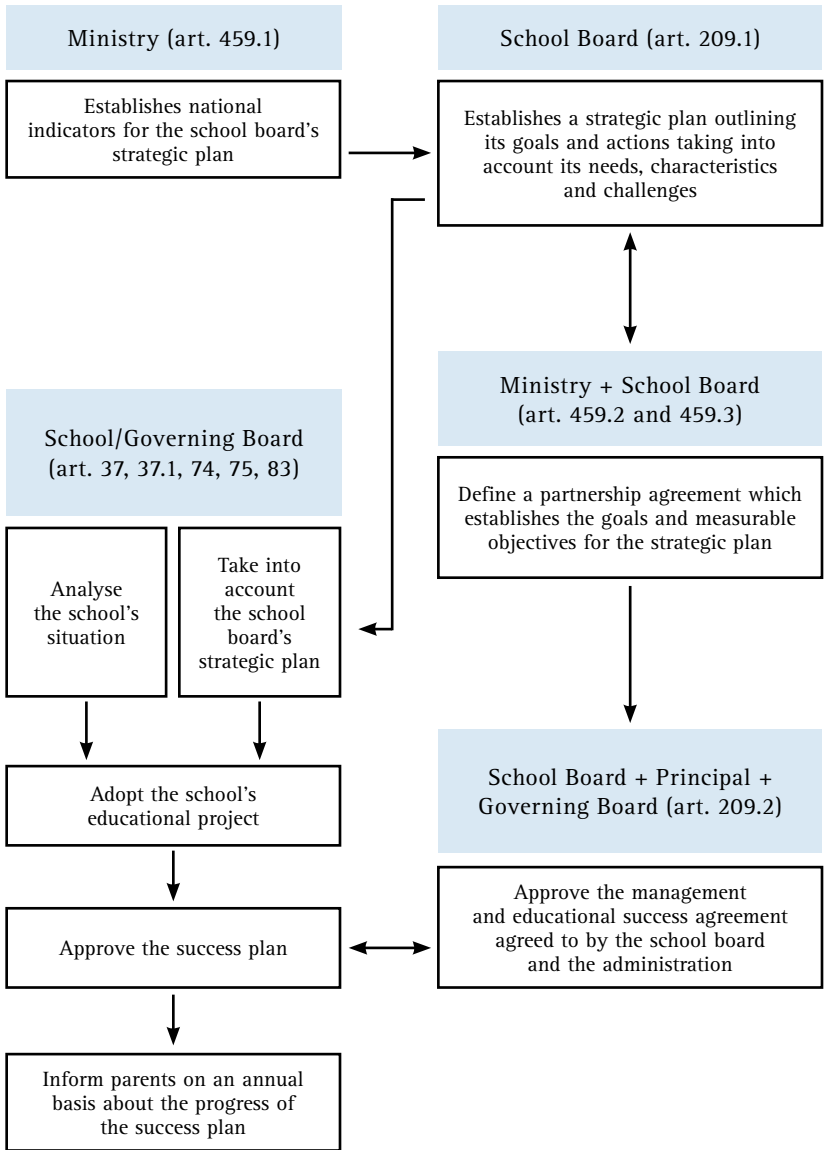 Ministry (art. 459.1)
Establishes national
indicators for the school board's
strategic plan
School Board (art. 209.1)
Establishes a strategic plan outlining
its goals and actions taking into
account its needs, characteristics
and challenges
Ministry + School Board
(art. 459.2 and 459.3)
Define a partnership agreement which
establishes the goals and measurable
objectives for the strategic plan
School/Governing Board
(art. 37, 37.1, 74, 75, 83)
Analyse
the school's
situation
Take into
account
the school
board's
strategic plan
Adopt the school's
educational project
School Board + Principal +
Governing Board (art. 209.2)
Approve the management
and educational success agreement
agreed to by the school board
and the administration
Approve the success plan
Inform parents on an annual
basis about the progress of
the success plan